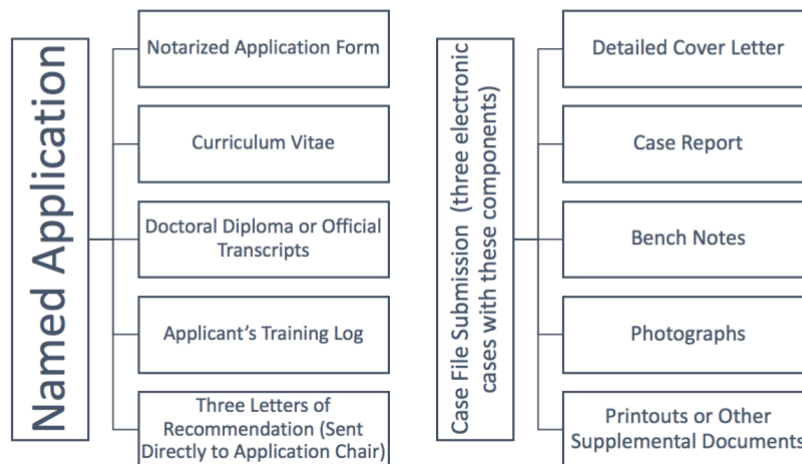 Named Application
Notarized Application Form
Curriculum Vitae
Doctoral Diploma or Official
Transcripts
Applicant’s Training Log
Three Letters of
Recommendation (Sent
Directly to Application Chair)
Case File Submission (three electronic
cases with these components)
Detailed Cover Letter
Case Report
Bench Notes
Photographs
Printouts or Other
Supplemental Documents